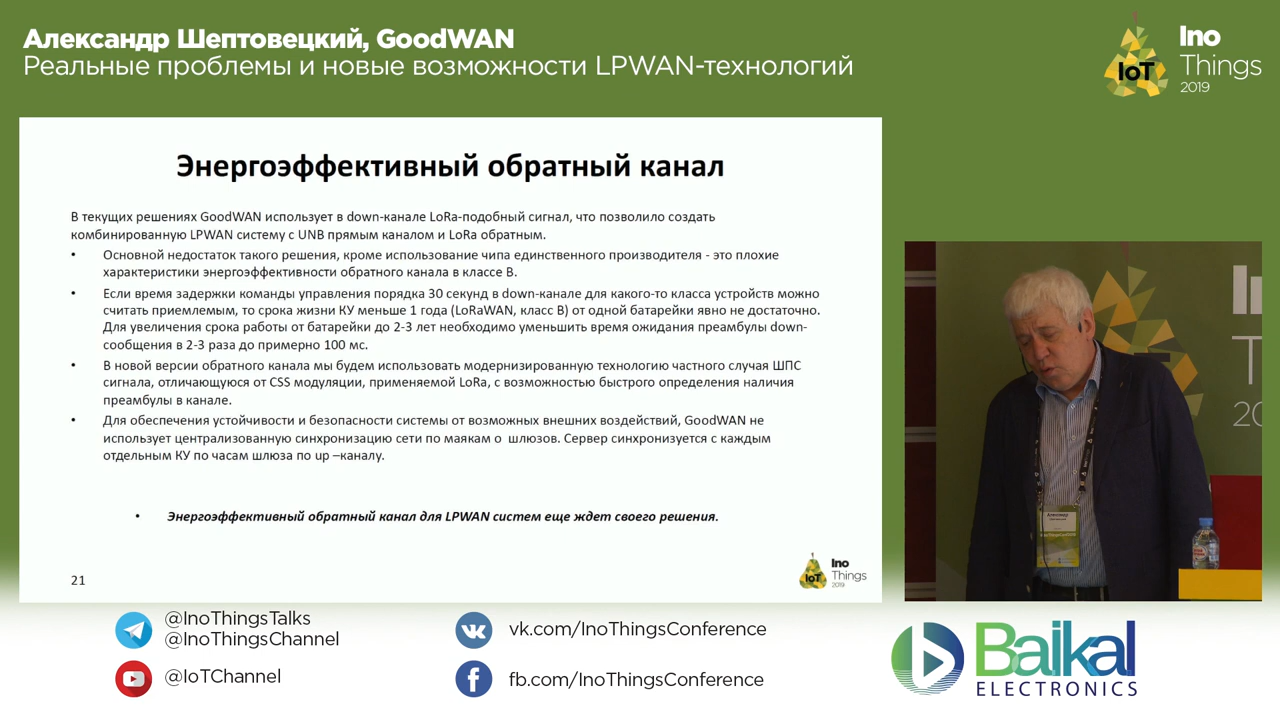 Александр Шептовецкий, GoodWAN
Реальные проблемы и новые возможности LPWAN-технологий
IoT
Ino
Things
2019
Энергоэффективный обратный канал
В текущих решениях GoodWAN использует в down-канале LoRa-подобный сигнал, что позволило создать
комбинированную LPWAN систему с UNB прямым каналом и LoRa обратным.
• Основной недостаток такого решения, кроме использование чипа единственного производителя - это плохие
характеристики энергоэффективности обратного канала в классе B.
• Если время задержки команды управления порядка 30 секунд в down-канале для какого-то класса устройств можно
считать приемлемым, то срока жизни КУ меньше 1 года (LoRaWAN, класс B) от одной батарейки явно не достаточно.
Для увеличения срока работы от батарейки до 2-3 лет необходимо уменьшить время ожидания преамбулы down-
сообщения в 2-3 раза до примерно 100 мс.
• В новой версии обратного канала мы будем использовать модернизированную технологию частного случая ШПС
сигнала, отличающуюся от CSS модуляции, применяемой LoRa, с возможностью быстрого определения наличия
преамбулы в канале.
• Для обеспечения устойчивости и безопасности системы от возможных внешних воздействий, GoodWAN не
использует централизованную синхронизацию сети по маякам о шлюзов. Сервер синхронизуется с каждым
отдельным КУ по часам шлюза по up –каналу.
• Энергоэффективный обратный канал для LPWAN систем еще ждет своего решения.
21
IoT
Ino
Things
2019
Александр
@InoThingsTalks
@InoThingsChannel
@IoTChannel
vk.com/InoThingsConference
fb.com/InoThingsConference
Baikal
ELECTRONICS